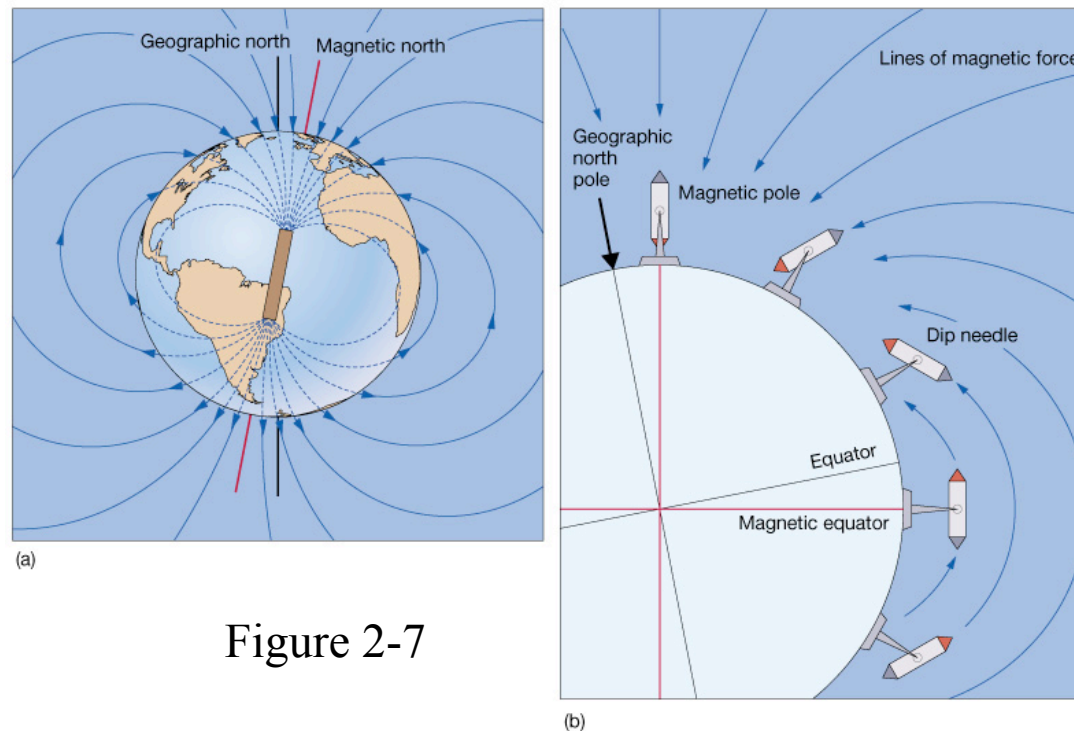 Geographic north
Magnetic north
(a)
Figure 2-7
Lines of magnetic force
Geographic
north
pole
Magnetic pole
Dip needle
Equator
Magnetic equator
(b)